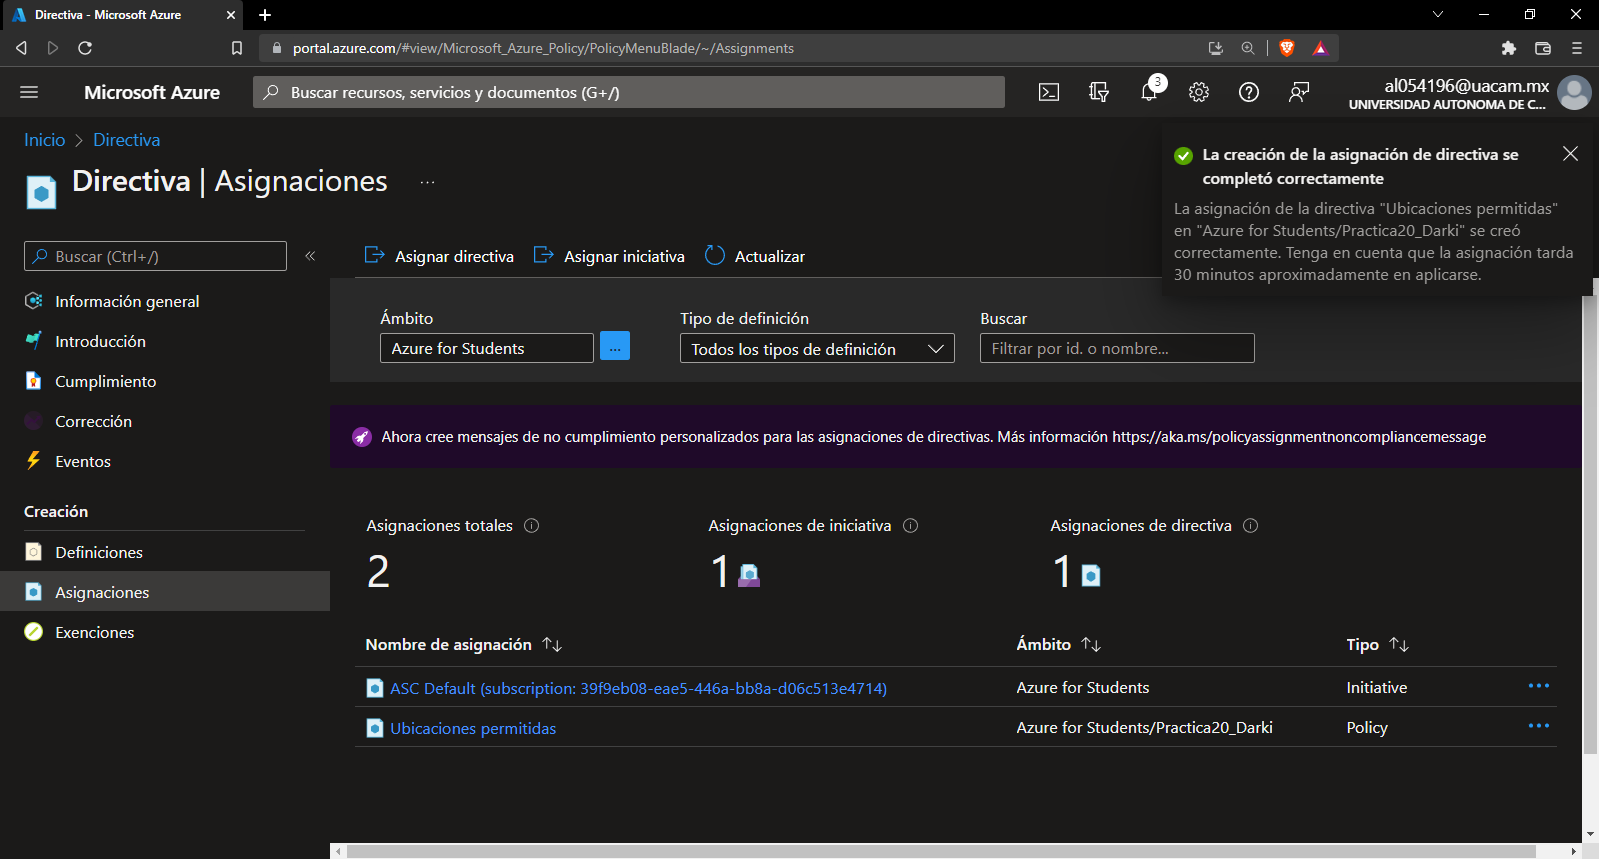 Directiva - Microsoft Azure
portal.azure.com/#view/Microsoft_Azure_Policy/PolicyMenuBlade/~/Assignments
Microsoft Azure
Buscar recursos, servicios y documentos (G+/)
3
al054196@uacam.mx
UNIVERSIDAD AUTONOMA DE C...
Inicio > Directiva
Directiva | Asignaciones
...
La creación de la asignación de directiva se
completó correctamente
La asignación de la directiva "Ubicaciones permitidas"
en "Azure for Students/Practica20_Darki" se creó
correctamente. Tenga en cuenta que la asignación tarda
30 minutos aproximadamente en aplicarse.
Buscar (Ctrl+/)
«
Información general
Introducción
Cumplimiento
Corrección
Eventos
Creación
Definiciones
Asignaciones
Exenciones
Asignar directiva
Asignar iniciativa
Actualizar
Ámbito
Azure for Students
...
Tipo de definición
Todos los tipos de definición
Buscar
Filtrar por id. o nombre...
Ahora cree mensajes de no cumplimiento personalizados para las asignaciones de directivas. Más información https://aka.ms/policyassignmentnoncompliancemessage
Asignaciones totales
2
Asignaciones de iniciativa
1
Asignaciones de directiva
1
Nombre de asignación ↑↓ Ámbito ↑↓ Tipo ↑↓
ASC Default (subscription: 39f9eb08-eae5-446a-bb8a-d06c513e4714) Azure for Students Initiative ...
Ubicaciones permitidas Azure for Students/Practica20_Darki Policy ...